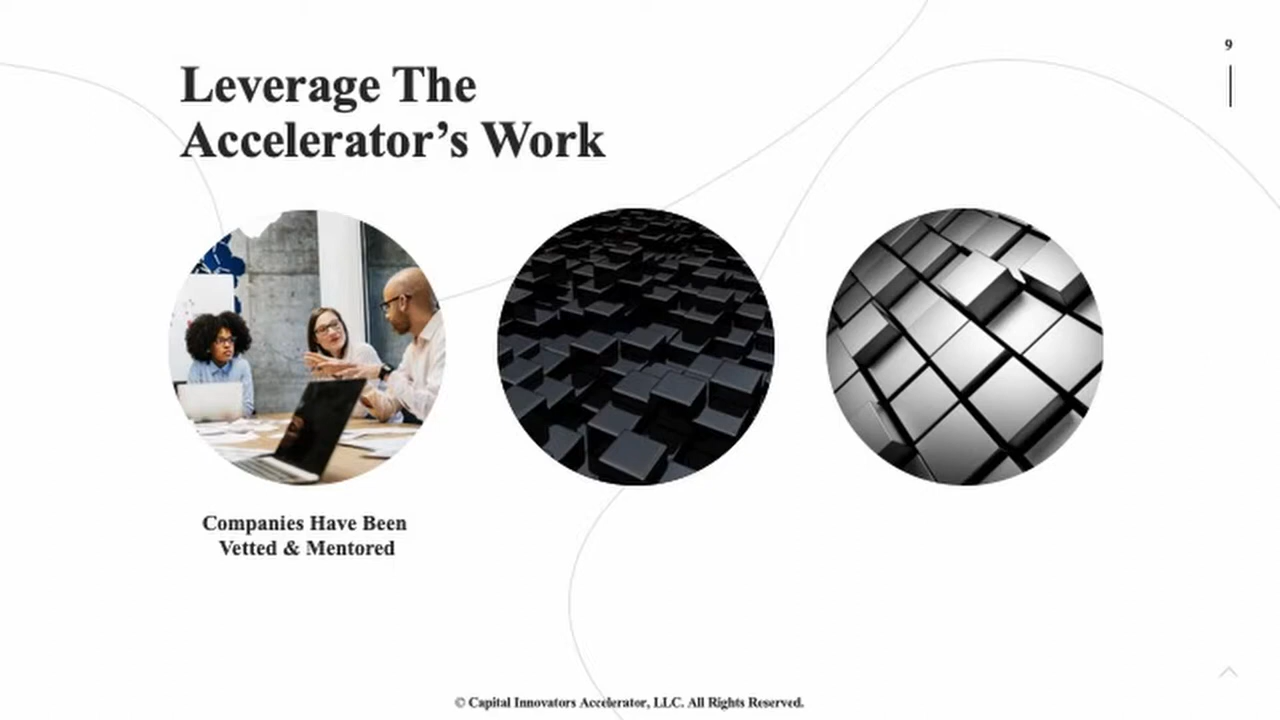 9
Leverage The
Accelerator’s Work
Companies Have Been
Vetted & Mentored
© Capital Innovators Accelerator, LLC. All Rights Reserved.